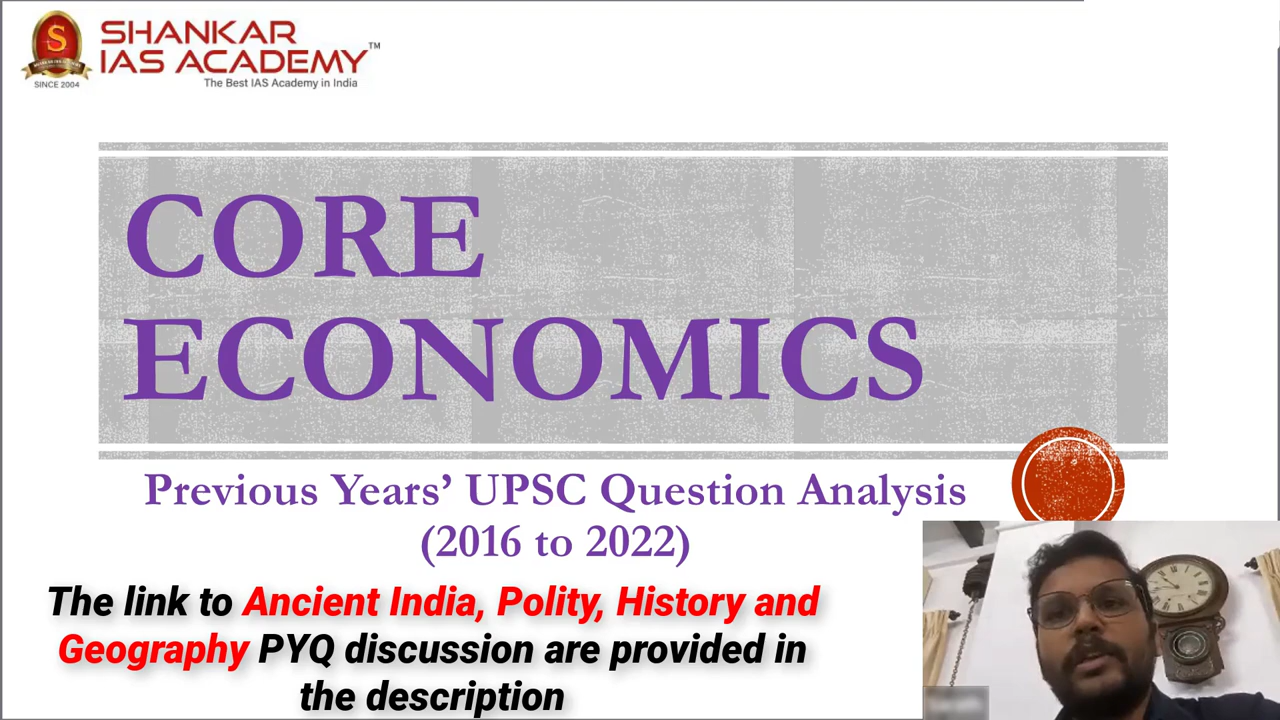 SHANKAR
IAS ACADEMY™
The Best IAS Academy in India
S
SINCE 2004
CORE
ECONOMICS
Previous Years’ UPSC Question Analysis
(2016 to 2022)
The link to Ancient India, Polity, History and
Geography PYQ discussion are provided in
the description